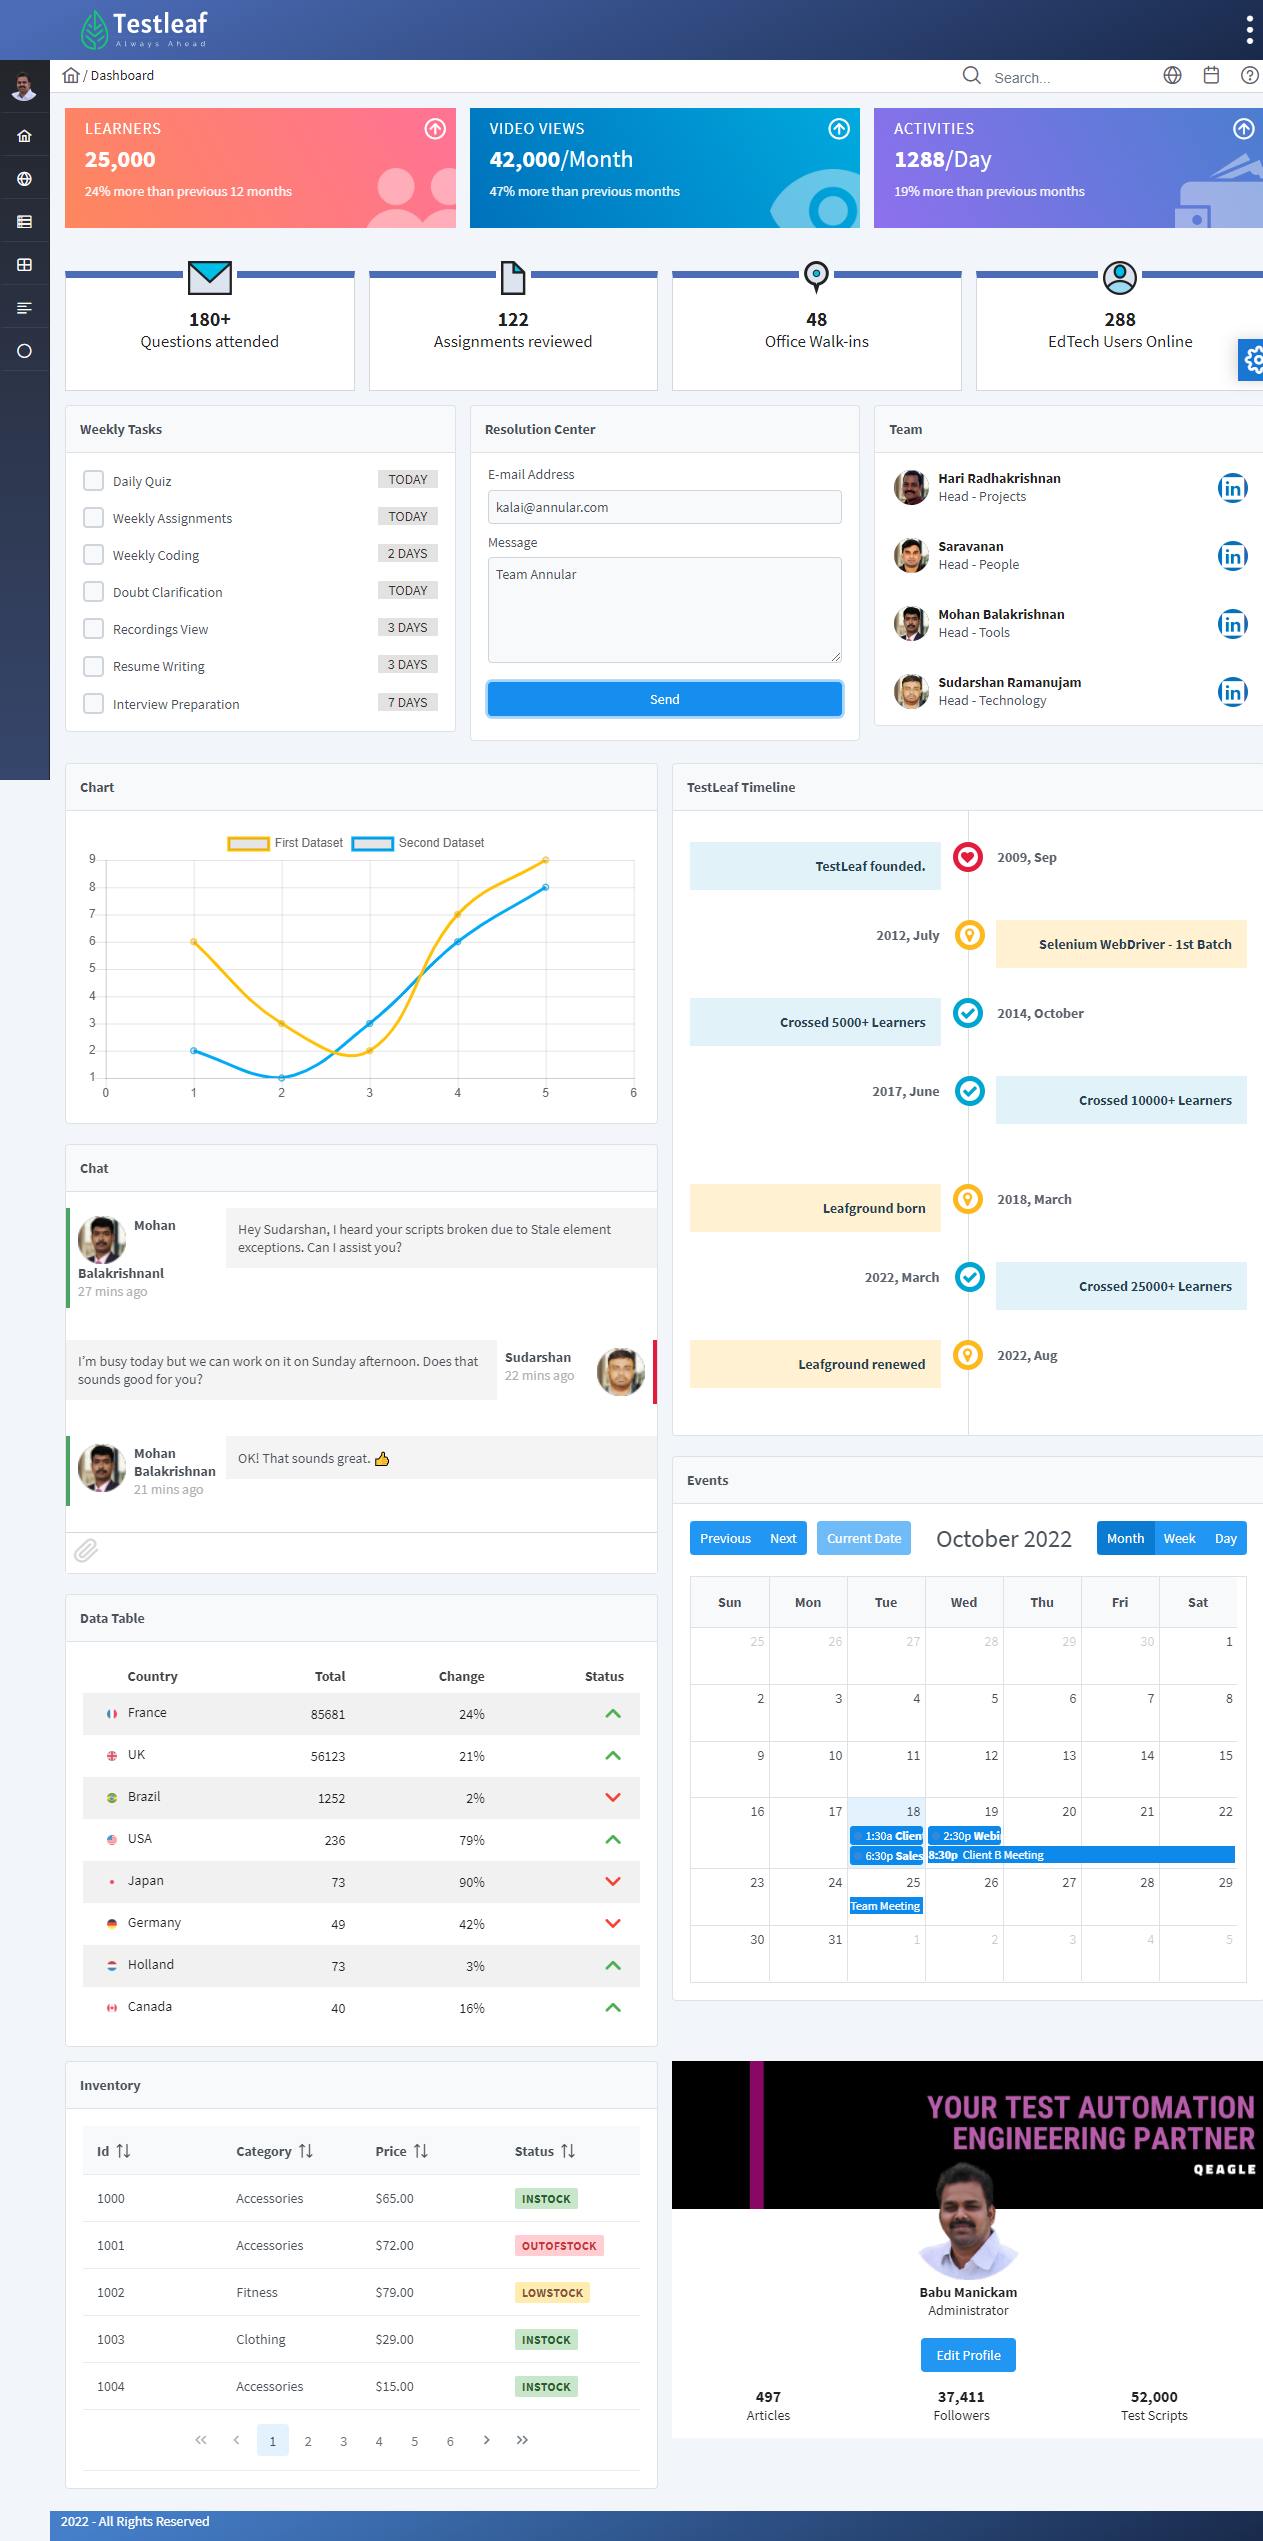 Testleaf
Always Ahead
/ Dashboard
Search...
LEARNERS
25,000
24% more than previous 12 months
VIDEO VIEWS
42,000/Month
47% more than previous months
ACTIVITIES
1288/Day
19% more than previous months
180+
Questions attended
122
Assignments reviewed
48
Office Walk-ins
288
EdTech Users Online
Weekly Tasks
Daily Quiz TODAY
Weekly Assignments TODAY
Weekly Coding 2 DAYS
Doubt Clarification TODAY
Recordings View 3 DAYS
Resume Writing 3 DAYS
Interview Preparation 7 DAYS
Resolution Center
E-mail Address
kalai@annular.com
Message
Team Annular
Send
Team
Hari Radhakrishnan
Head - Projects
in
Saravanan
Head - People
in
Mohan Balakrishnan
Head - Tools
in
Sudarshan Ramanujam
Head - Technology
in
Chart
First Dataset Second Dataset
9
8
7
6
5
4
3
2
1
0 1 2 3 4 5 6
TestLeaf Timeline
TestLeaf founded. 2009, Sep
2012, July Selenium WebDriver - 1st Batch
Crossed 5000+ Learners 2014, October
2017, June Crossed 10000+ Learners
Leafground born 2018, March
2022, March Crossed 25000+ Learners
Leafground renewed 2022, Aug
Chat
Mohan
Balakrishnanl
27 mins ago
Hey Sudarshan, I heard your scripts broken due to Stale element
exceptions. Can I assist you?
I'm busy today but we can work on it on Sunday afternoon. Does that
sounds good for you?
Sudarshan
22 mins ago
Mohan
Balakrishnan
21 mins ago
OK! That sounds great. 👍
Events
Previous Next Current Date October 2022 Month Week Day
Sun Mon Tue Wed Thu Fri Sat
25 26 27 28 29 30 1
2 3 4 5 6 7 8
9 10 11 12 13 14 15
16 17 18 19 20 21 22
1:30a Client 2:30p Webi
6:30p Sales 8:30p Client B Meeting
23 24 25 26 27 28 29
Team Meeting
30 31 1 2 3 4 5
Data Table
Country Total Change Status
France 85681 24%
UK 56123 21%
Brazil 1252 2%
USA 236 79%
Japan 73 90%
Germany 49 42%
Holland 73 3%
Canada 40 16%
Inventory
Id Category Price Status
1000 Accessories $65.00 INSTOCK
1001 Accessories $72.00 OUTOFSTOCK
1002 Fitness $79.00 LOWSTOCK
1003 Clothing $29.00 INSTOCK
1004 Accessories $15.00 INSTOCK
1 2 3 4 5 6
YOUR TEST AUTOMATION
ENGINEERING PARTNER
QEAGLE
Babu Manickam
Administrator
Edit Profile
497
Articles
37,411
Followers
52,000
Test Scripts
2022 - All Rights Reserved